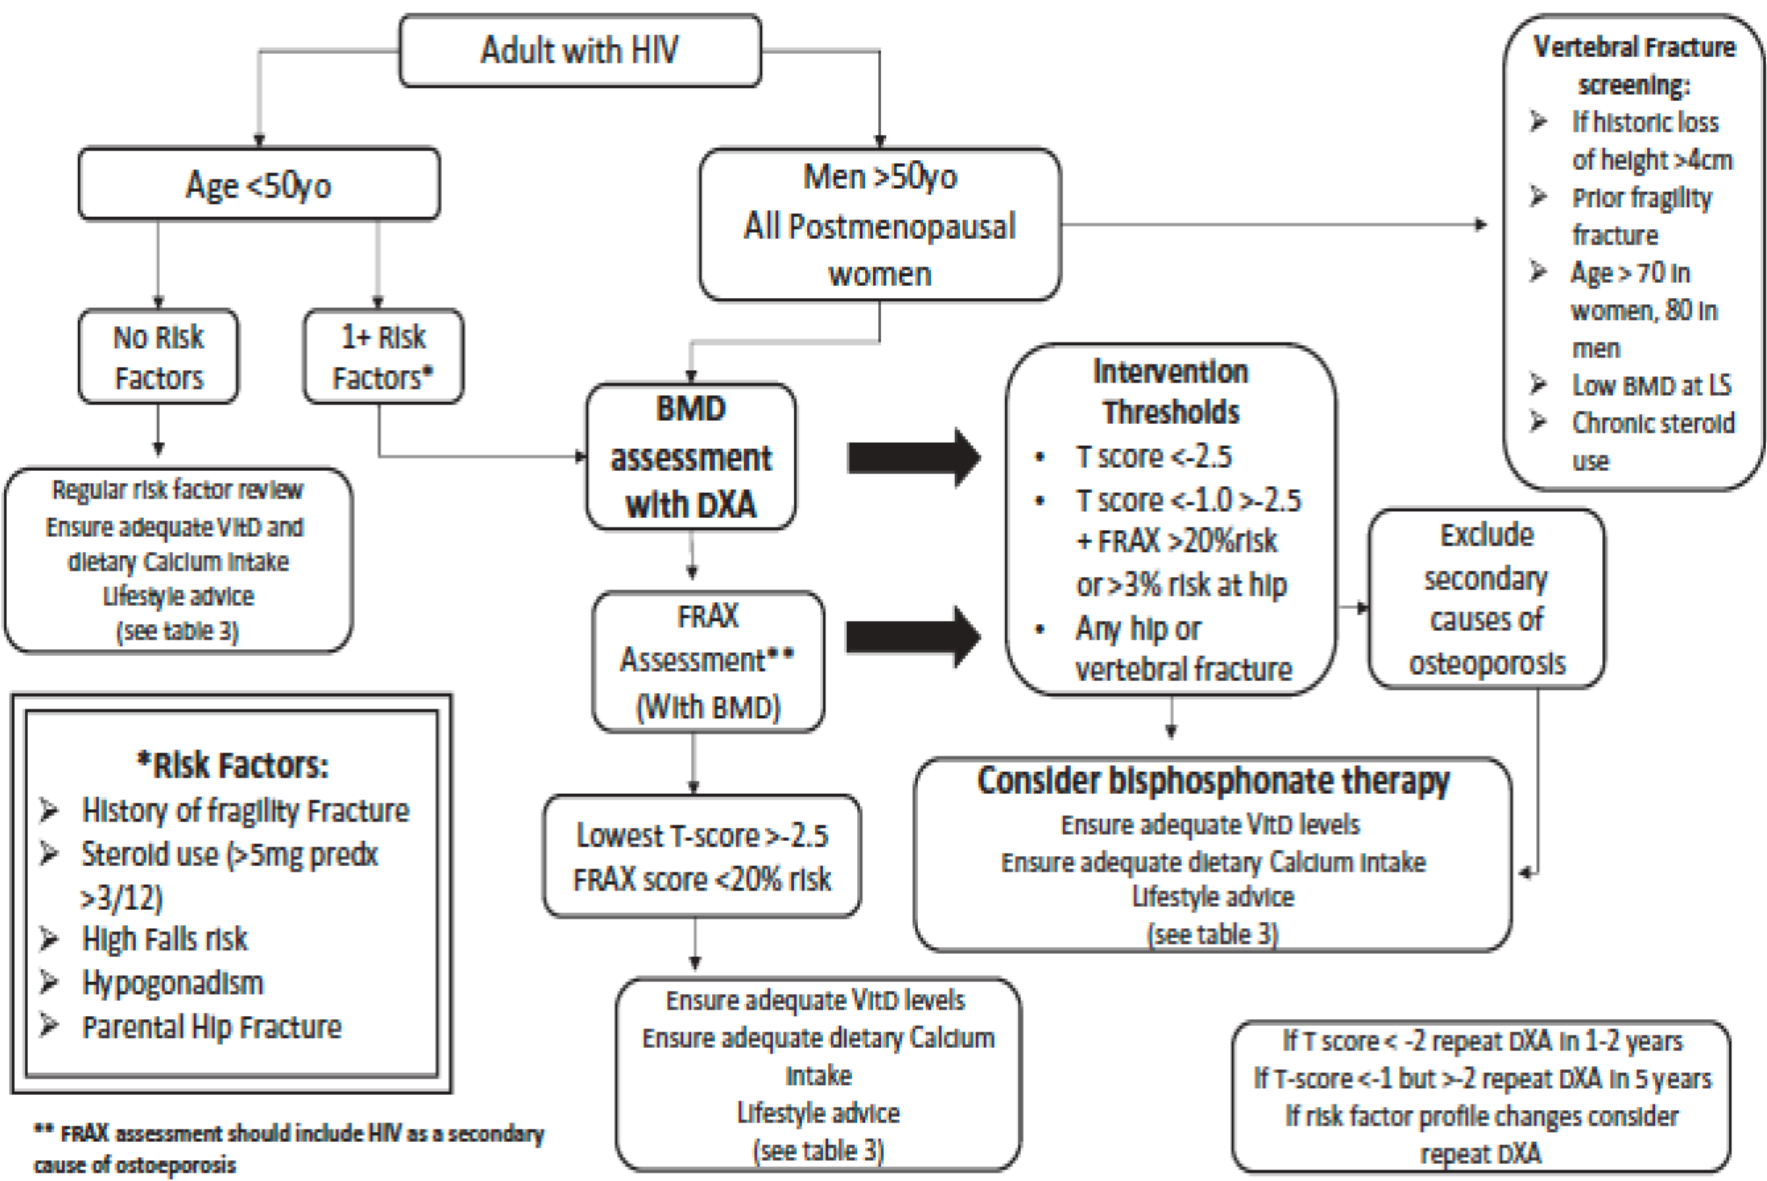 Adult with HIV
Age <50yo
Men >50yo
All Postmenopausal
women
Vertebral Fracture
screening:
➢ If historic loss
of height >4cm
➢ Prior fragility
fracture
➢ Age > 70 in
women, 80 in
men
➢ Low BMD at LS
➢ Chronic steroid
use
No Risk
Factors
1+ Risk
Factors*
BMD
assessment
with DXA
Intervention
Thresholds
• T score <-2.5
• T score <-1.0 >-2.5
+ FRAX >20%risk
or >3% risk at hip
• Any hip or
vertebral fracture
Exclude
secondary
causes of
osteoporosis
Regular risk factor review
Ensure adequate VitD and
dietary Calcium intake
Lifestyle advice
(see table 3)
FRAX
Assessment**
(With BMD)
*Risk Factors:
➢ History of fragility Fracture
➢ Steroid use (>5mg predx
>3/12)
➢ High Falls risk
➢ Hypogonadism
➢ Parental Hip Fracture
Lowest T-score >-2.5
FRAX score <20% risk
Consider bisphosphonate therapy
Ensure adequate VitD levels
Ensure adequate dietary Calcium intake
Lifestyle advice
(see table 3)
Ensure adequate VitD levels
Ensure adequate dietary Calcium
intake
Lifestyle advice
(see table 3)
If T score < -2 repeat DXA in 1-2 years
If T-score <-1 but >-2 repeat DXA in 5 years
If risk factor profile changes consider
repeat DXA
** FRAX assessment should include HIV as a secondary
cause of ostoeporosis